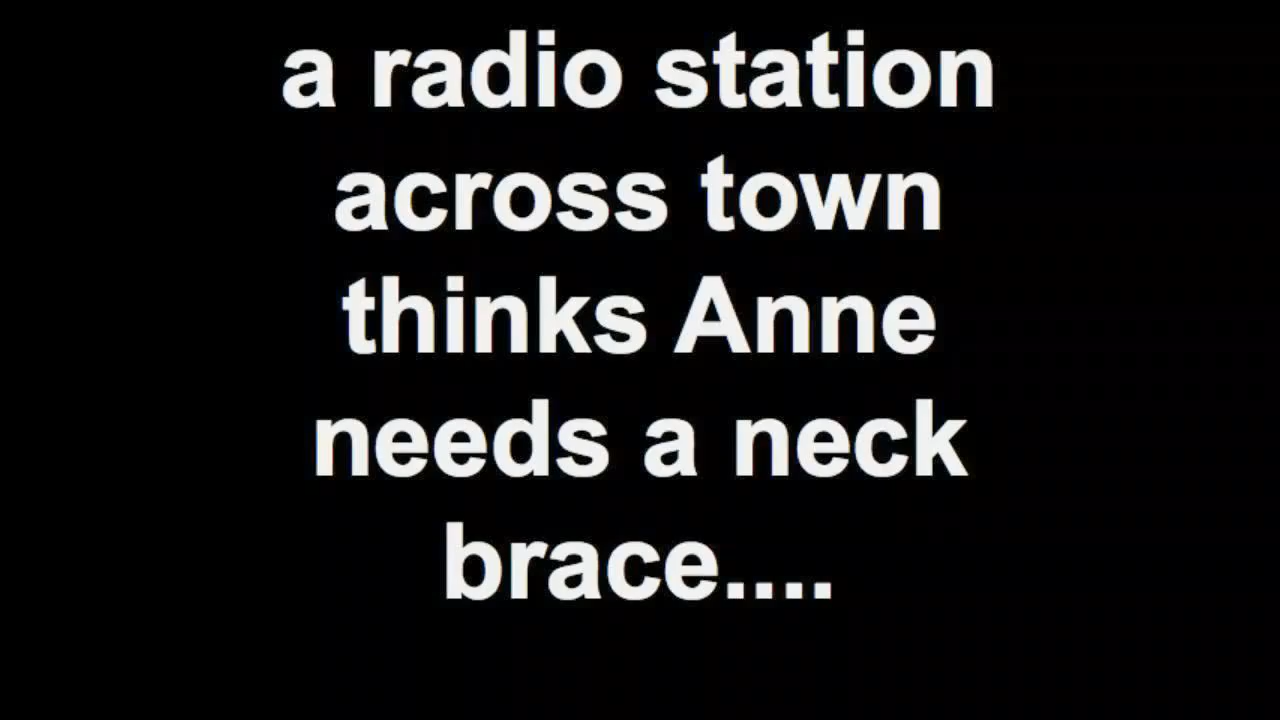 a radio station
across town
thinks Anne
needs a neck
brace....